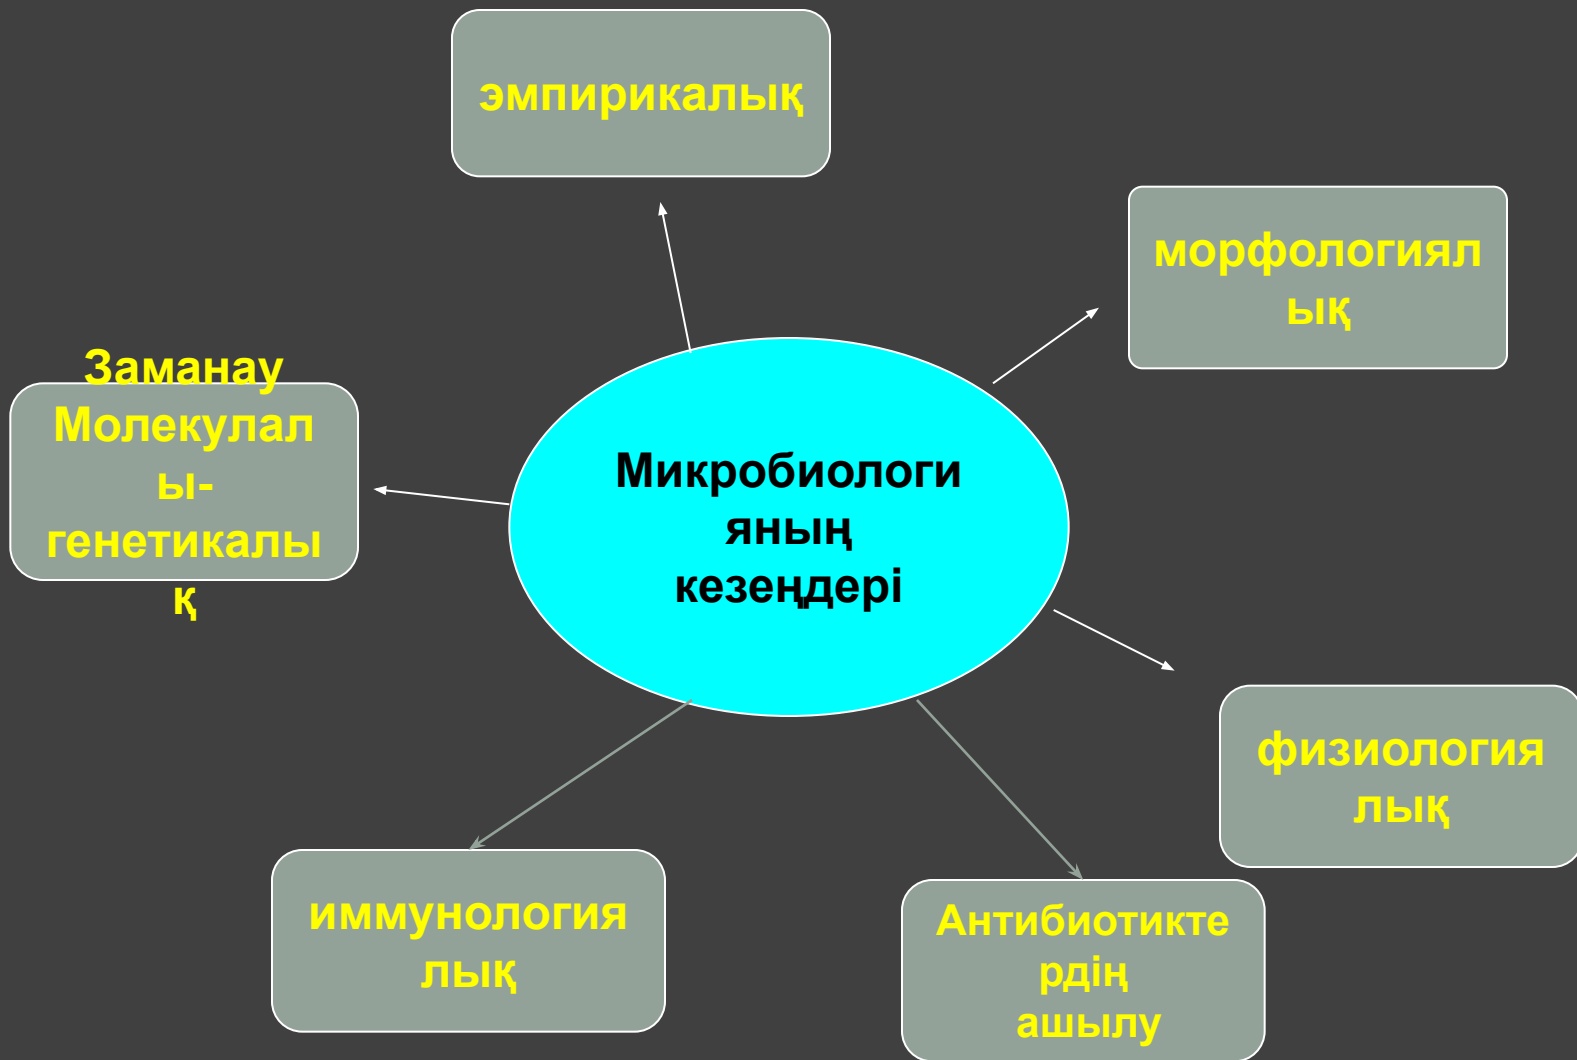 эмпирикалық
морфологиял
ық
Заманау
Молекулал
ы-
генетикалы
қ
Микробиологи
яның
кезеңдері
физиология
лық
иммунология
лық
Антибиотикте
рдің
ашылу